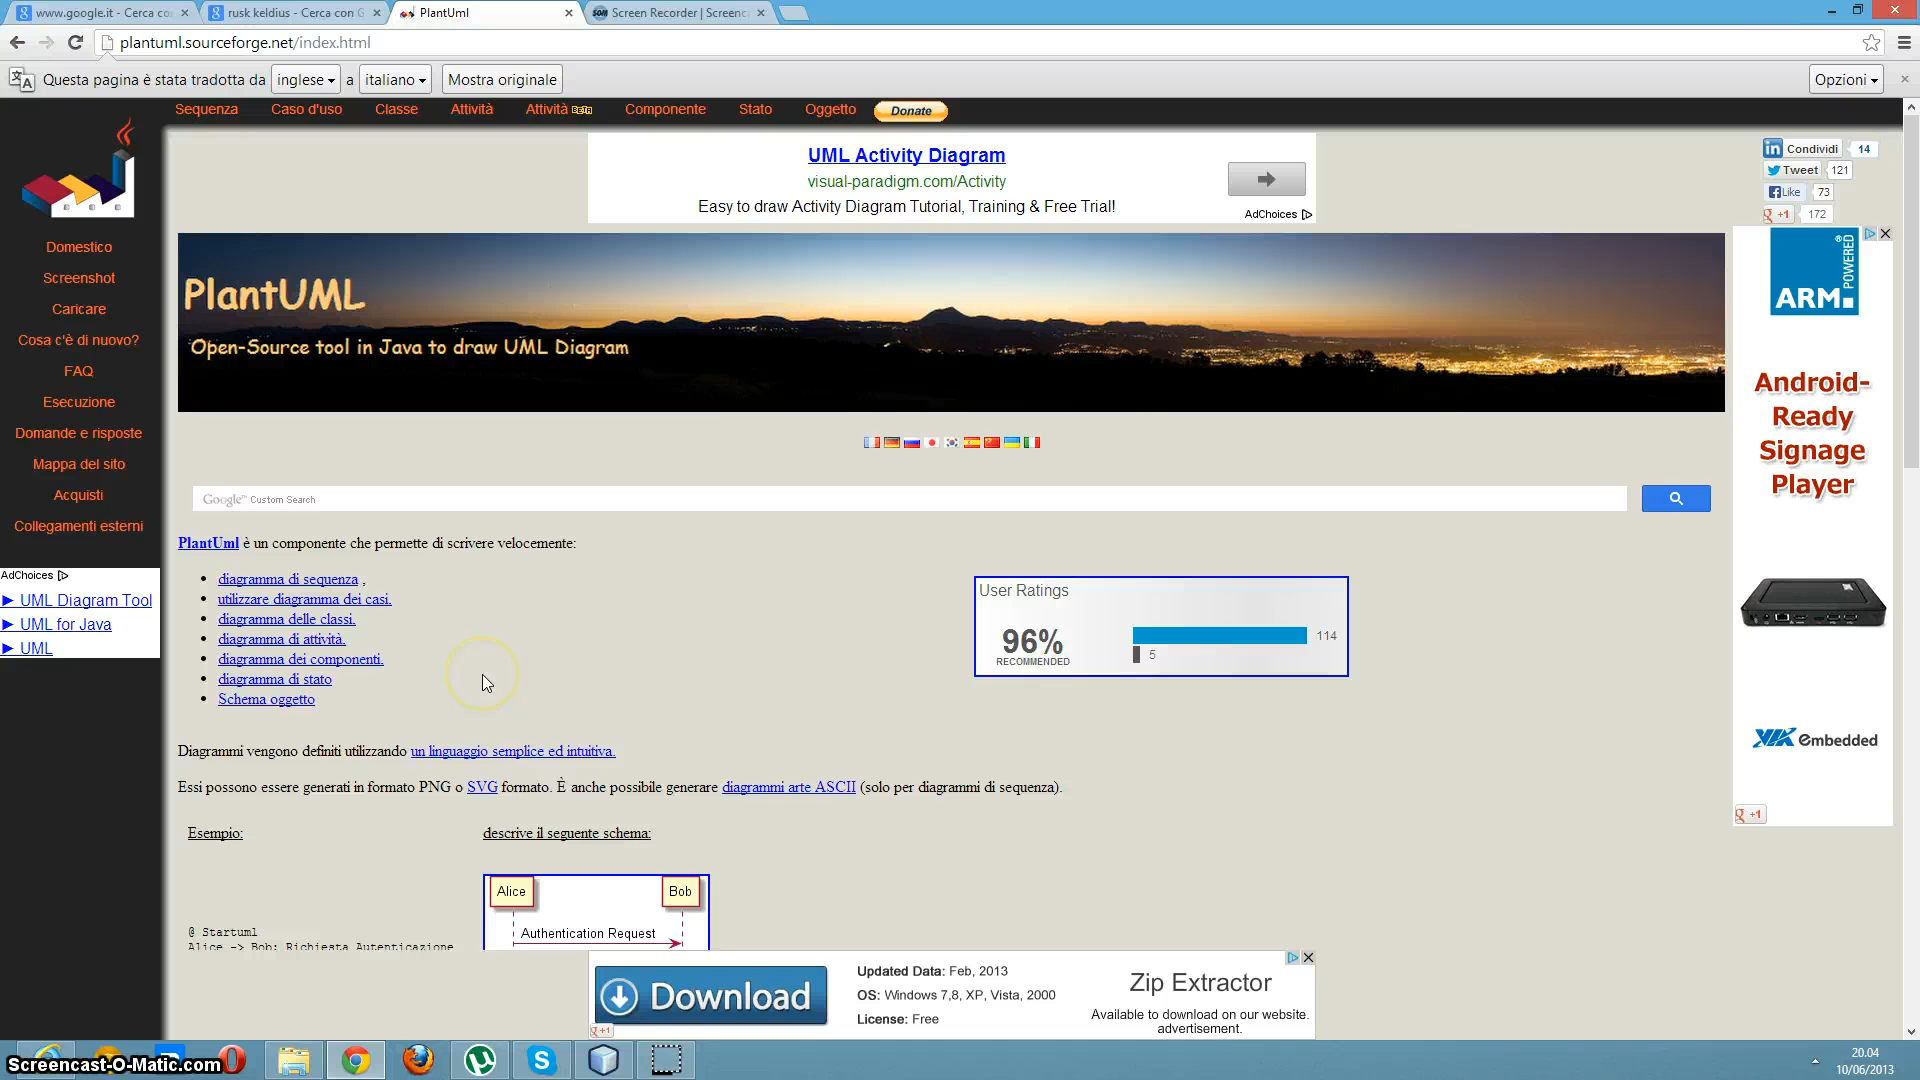 www.google.it - Cerca co
rusk keldius - Cerca con G
PlantUml
Screen Recorder | Screenca
plantuml.sourceforge.net/index.html
Questa pagina è stata tradotta da inglese a italiano Mostra originale Opzioni
Sequenza Caso d'uso Classe Attività Attività BETA Componente Stato Oggetto Donate
Domestico
Screenshot
Caricare
Cosa c'è di nuovo?
FAQ
Esecuzione
Domande e risposte
Mappa del sito
Acquisti
Collegamenti esterni
AdChoices
► UML Diagram Tool
► UML for Java
► UML
UML Activity Diagram
visual-paradigm.com/Activity
Easy to draw Activity Diagram Tutorial, Training & Free Trial!
AdChoices
Condividi 14
Tweet 121
Like 73
+1 172
PlantUML
Open-Source tool in Java to draw UML Diagram
Google™ Custom Search
PlantUml è un componente che permette di scrivere velocemente:
• diagramma di sequenza ,
• utilizzare diagramma dei casi.
• diagramma delle classi.
• diagramma di attività.
• diagramma dei componenti.
• diagramma di stato
• Schema oggetto
User Ratings
96%
RECOMMENDED
114
5
Diagrammi vengono definiti utilizzando un linguaggio semplice ed intuitiva.
Essi possono essere generati in formato PNG o SVG formato. È anche possibile generare diagrammi arte ASCII (solo per diagrammi di sequenza).
Esempio:
descrive il seguente schema:
@ Startuml
Alice -> Bob: Richiesta Autenticazione
Alice
Bob
Authentication Request
ARM
POWERED
Android-
Ready
Signage
Player
VIA Embedded
g +1
Download
Updated Data: Feb, 2013
OS: Windows 7,8, XP, Vista, 2000
License: Free
Zip Extractor
Available to download on our website.
advertisement.
g +1
Screencast-O-Matic.com
20.04
10/06/2013